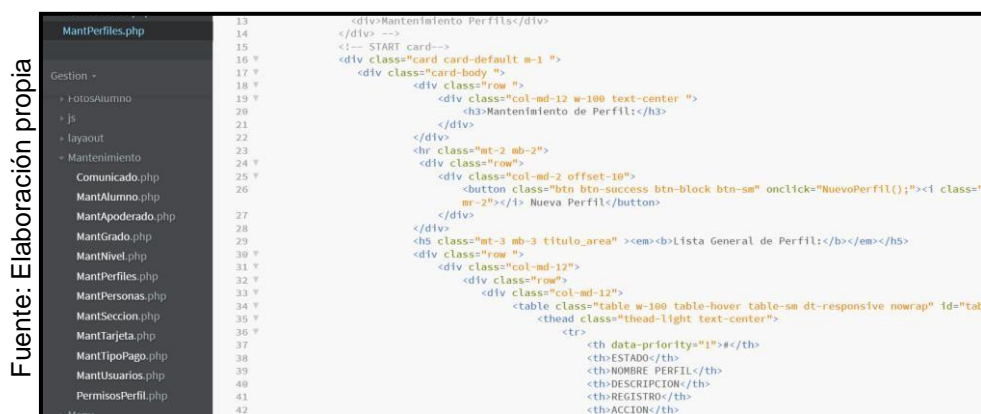 Fuente: Elaboración propia
MantPerfiles.php
Gestion
FotosAlumno
js
layaout
Mantenimiento
Comunicado.php
MantAlumno.php
MantApoderado.php
MantGrado.php
MantNivel.php
MantPerfiles.php
MantPersonas.php
MantSeccion.php
MantTarjeta.php
MantTipoPago.php
MantUsuarios.php
PermisosPerfil.php
13 <div>Mantenimiento Perfils</div>
14 </div> -->
15 <!-- START card-->
16 <div class="card card-default m-1 ">
17 <div class="card-body ">
18 <div class="row ">
19 <div class="col-md-12 w-100 text-center ">
20 <h3>Mantenimiento de Perfil:</h3>
21 </div>
22 </div>
23 <hr class="mt-2 mb-2">
24 <div class="row">
25 <div class="col-md-2 offset-10">
26 <button class="btn btn-success btn-block btn-sm" onclick="NuevoPerfil();"><i class="
mr-2"></i> Nueva Perfil</button>
27 </div>
28 </div>
29 <h5 class="mt-3 mb-3 titulo_area" ><em><b>Lista General de Perfil:</b></em></h5>
30 <div class="row ">
31 <div class="col-md-12">
32 <div class="row">
33 <div class="col-md-12">
34 <table class="table w-100 table-hover table-sm dt-responsive nowrap" id="tab
35 <thead class="thead-light text-center">
36 <tr>
37 <th data-priority="1">#</th>
38 <th>ESTADO</th>
39 <th>NOMBRE PERFIL</th>
40 <th>DESCRIPCION</th>
41 <th>REGISTRO</th>
42 <th>ACCION</th>